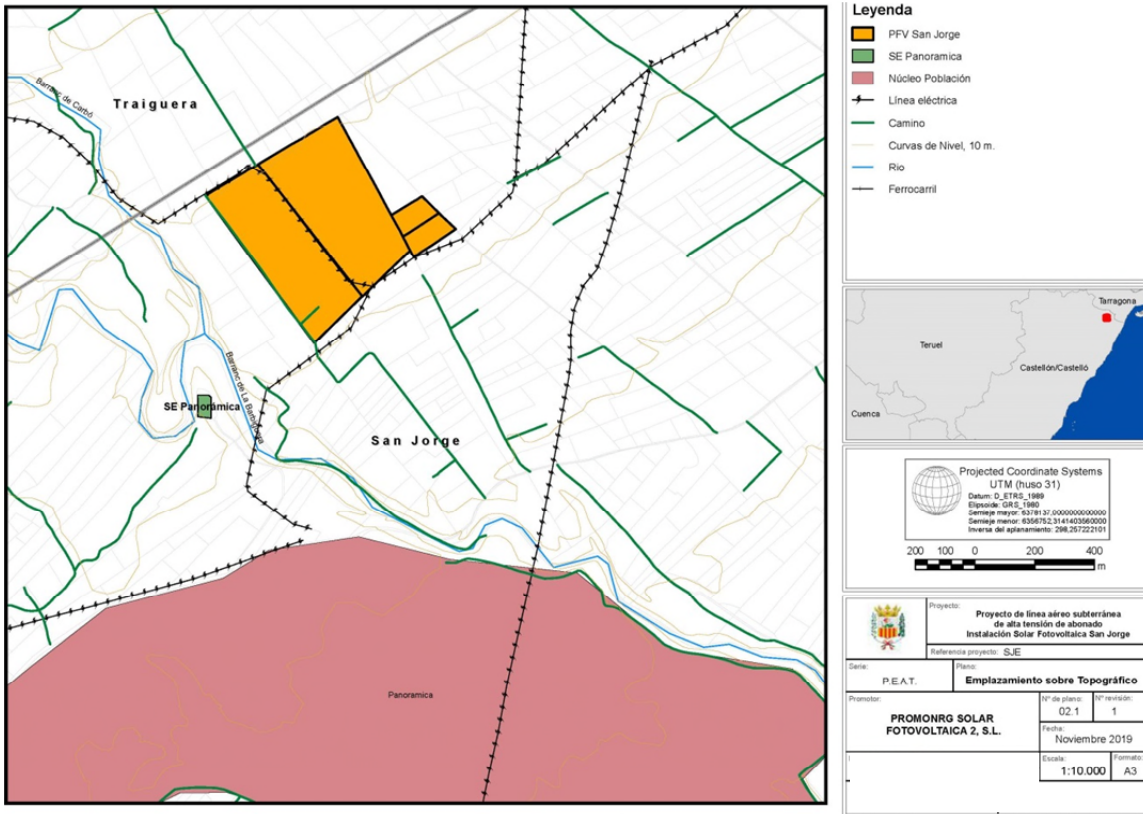 Barranc de Carbó
Traiguera
Barranc de La Barbiguera
SE Panorámica
San Jorge
Panoramica
Leyenda
PFV San Jorge
SE Panoramica
Núcleo Población
Línea eléctrica
Camino
Curvas de Nivel, 10 m.
Rio
Ferrocarril
Tarragona
Teruel
Castellón/Castelló
Cuenca
Projected Coordinate Systems
UTM (huso 31)
Datum: D_ETRS_1989
Elipsoide: GRS_1980
Semieje mayor: 6378137,0000000000000
Semieje menor: 6356752,3141403560000
Inversa del aplanamiento: 298,257222101
200 100 0 200 400
m
Proyecto:
Proyecto de línea aéreo subterránea
de alta tensión de abonado
Instalación Solar Fotovoltaica San Jorge
Referencia proyecto: SJE
Serie:
P.E.A.T.
Plano:
Emplazamiento sobre Topográfico
Promotor:
PROMONRG SOLAR
FOTOVOLTAICA 2, S.L.
Nº de plano:
02.1
Nº revisión:
1
Fecha:
Noviembre 2019
Escala:
1:10.000
Formato:
A3